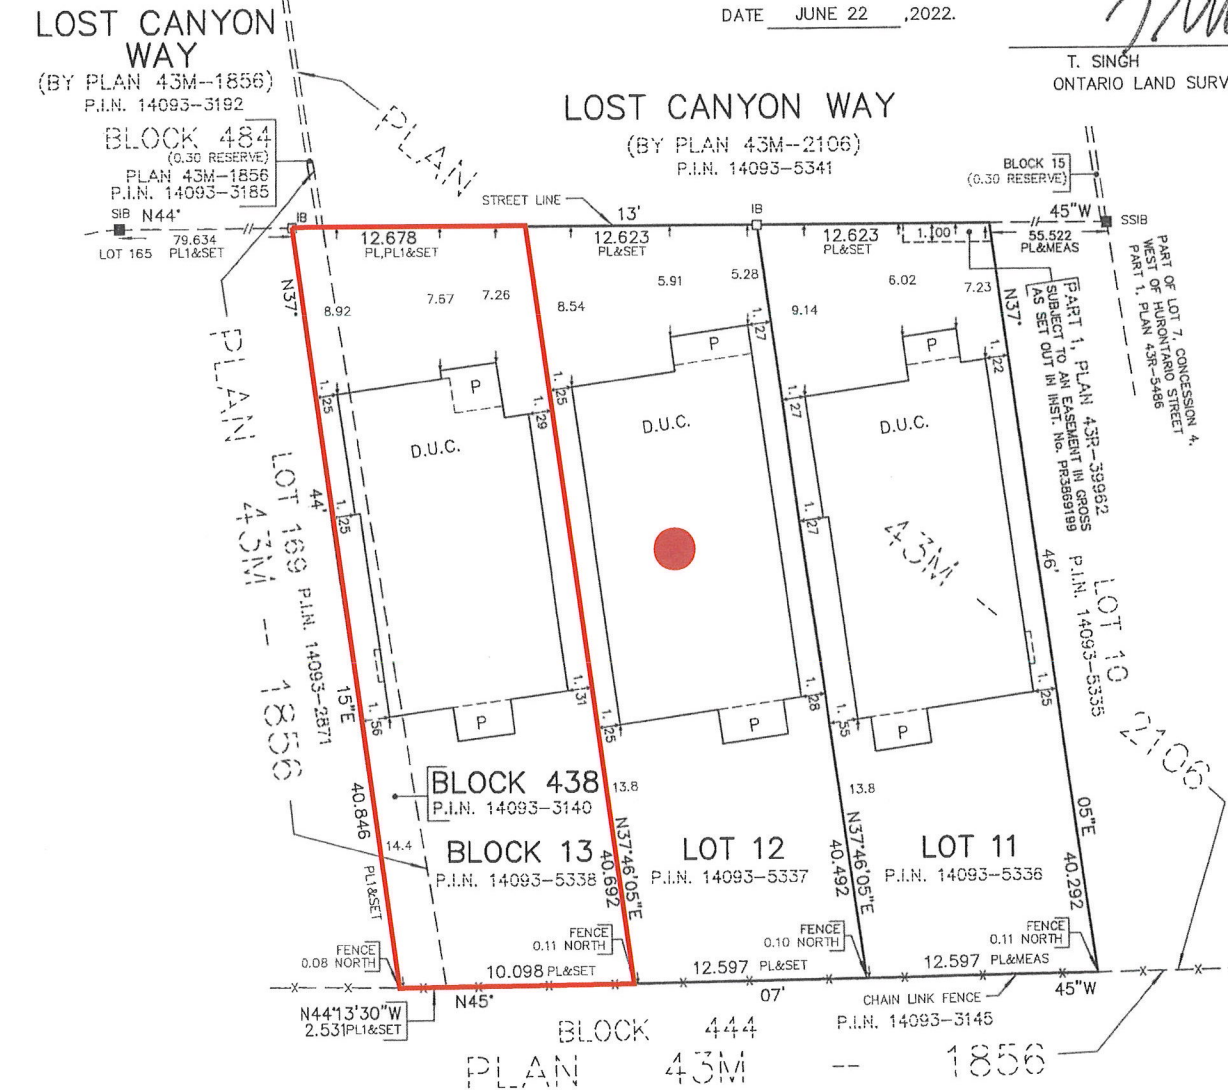 DATE JUNE 22 ,2022.
T. SINGH
ONTARIO LAND SURV
LOST CANYON
WAY
(BY PLAN 43M--1856)
P.I.N. 14093-3192
BLOCK 484
(0.30 RESERVE)
PLAN 43M-1856
P.I.N. 14093-3185
PLAN
LOST CANYON WAY
(BY PLAN 43M--2106)
P.I.N. 14093-5341
BLOCK 15
(0.30 RESERVE)
STREET LINE
SIB N44°
IB
13'
IB
45"W
SSIB
LOT 165
79.634
PL1&SET
12.678
PL,PL1&SET
12.623
PL&SET
12.623
PL&SET
1.00
55.522
PL&MEAS
PART OF LOT 7, CONCESSION 4,
WEST OF HURONTARIO STREET
PART 1, PLAN 43R-5486
N37°
8.92
7.67
7.26
8.54
5.91
5.28
9.14
6.02
7.23
N37°
PART 1, PLAN 43R-39962
SUBJECT TO AN EASEMENT IN GROSS
AS SET OUT IN INST. No. PR3869199
PLAN
1.27
P
P
P
1.22
1.25
1.29
1.25
1.27
D.U.C.
D.U.C.
D.U.C.
LOT 169 P.I.N. 14093-2871
43M -- 1856
44'
1.25
1.27
43M --
46'
LOT 10
P.I.N. 14093-5335
2106
15"E
1.56
1.31
1.25
1.28
1.55
1.25
P
P
P
BLOCK 438
P.I.N. 14093-3140
40.846
PL1&SET
14.4
13.8
13.8
05"E
BLOCK 13
P.I.N. 14093-5338
N37°46'05"E
40.692
LOT 12
P.I.N. 14093-5337
N37°46'05"E
40.492
LOT 11
P.I.N. 14093-5336
40.292
FENCE
0.08 NORTH
FENCE
0.11 NORTH
FENCE
0.10 NORTH
FENCE
0.11 NORTH
10.098 PL&SET
12.597 PL&SET
12.597 PL&MEAS
N44°13'30"W
2.531PL1&SET
N45°
07'
45"W
CHAIN LINK FENCE
P.I.N. 14093-3145
BLOCK 444
PLAN 43M -- 1856